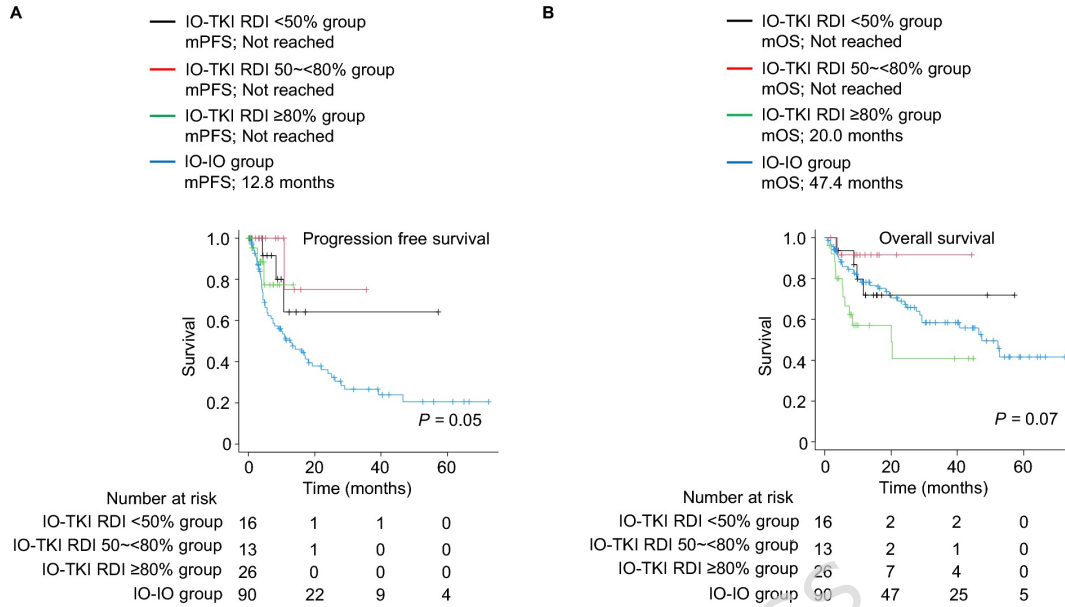 A
IO-TKI RDI <50% group
mPFS; Not reached
IO-TKI RDI 50~<80% group
mPFS; Not reached
IO-TKI RDI ≥80% group
mPFS; Not reached
IO-IO group
mPFS; 12.8 months
Progression free survival
1.0
0.8
0.6
0.4
0.2
0
Survival
P = 0.05
0 20 40 60
Time (months)
Number at risk
IO-TKI RDI <50% group 16 1 1 0
IO-TKI RDI 50~<80% group 13 1 0 0
IO-TKI RDI ≥80% group 26 0 0 0
IO-IO group 90 22 9 4
B
IO-TKI RDI <50% group
mOS; Not reached
IO-TKI RDI 50~<80% group
mOS; Not reached
IO-TKI RDI ≥80% group
mOS; 20.0 months
IO-IO group
mOS; 47.4 months
Overall survival
1.0
0.8
0.6
0.4
0.2
0
Survival
P = 0.07
0 20 40 60
Time (months)
Number at risk
IO-TKI RDI <50% group 16 2 2 0
IO-TKI RDI 50~<80% group 13 2 1 0
IO-TKI RDI ≥80% group 26 7 4 0
IO-IO group 90 47 25 5